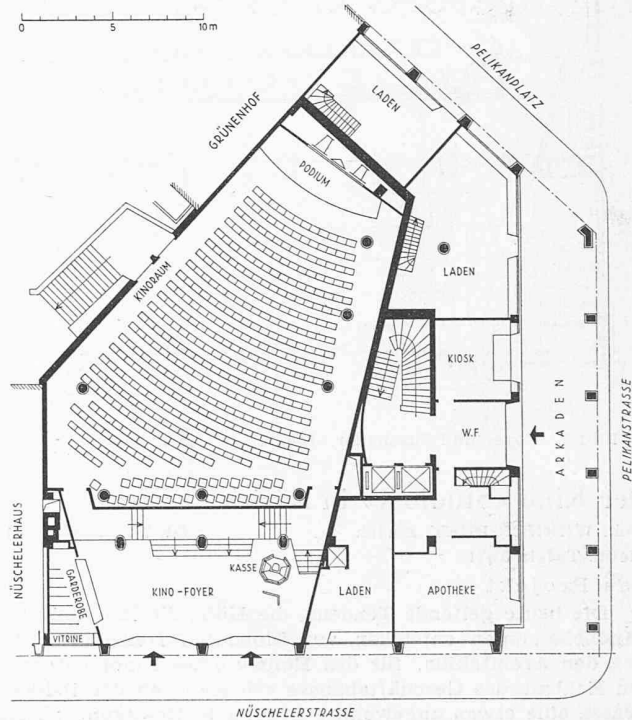 0 5 10 m
PELIKANDLATZ
GRÜNENHOF
LADEN
PODIUM
KINORAUM
LADEN
KIOSK
W.F
ARKADEN
PELIKANSTRASSE
NÜSCHELERHAUS
GARDEROBE
KASSE
KINO-FOYER
LADEN
APOTHEKE
VITRINE
NÜSCHELERSTRASSE